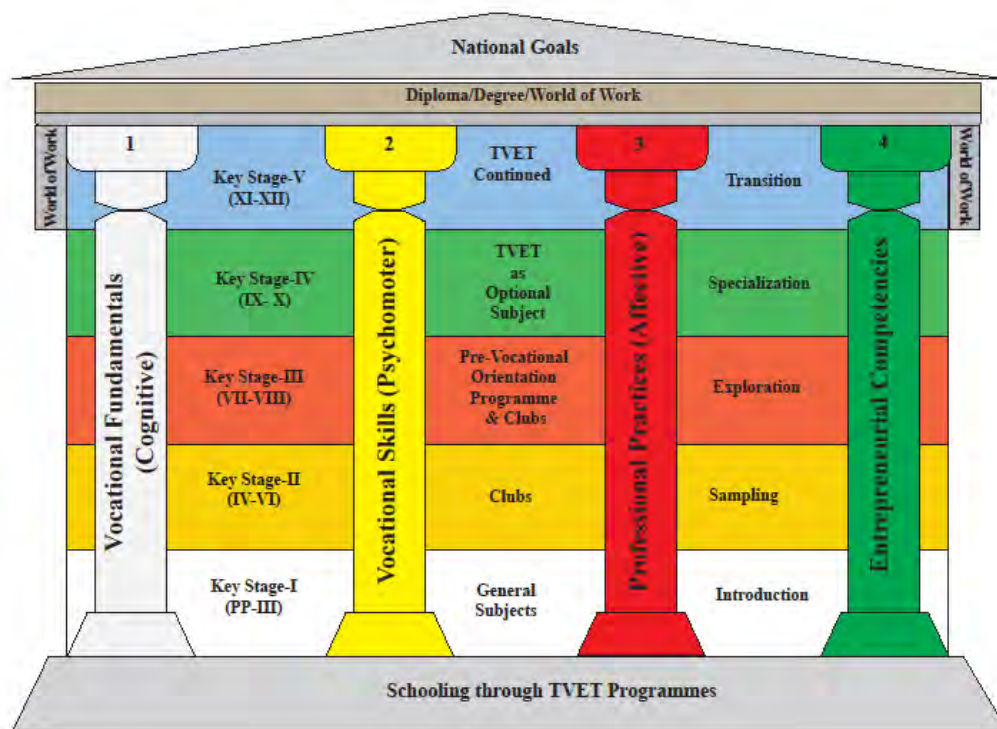 National Goals
Diploma/Degree/World of Work
World of Work
1
2
3
4
World of Work
Key Stage-V
(XI-XII)
TVET
Continued
Transition
Key Stage-IV
(IX- X)
TVET
as
Optional
Subject
Specialization
Key Stage-III
(VII-VIII)
Pre-Vocational
Orientation
Programme
& Clubs
Exploration
Key Stage-II
(IV-VI)
Clubs
Sampling
Key Stage-I
(PP-III)
General
Subjects
Introduction
Vocational Fundamentals
(Cognitive)
Vocational Skills (Psychomoter)
Professional Practices (Affective)
Entrepreneurial Competencies
Schooling through TVET Programmes